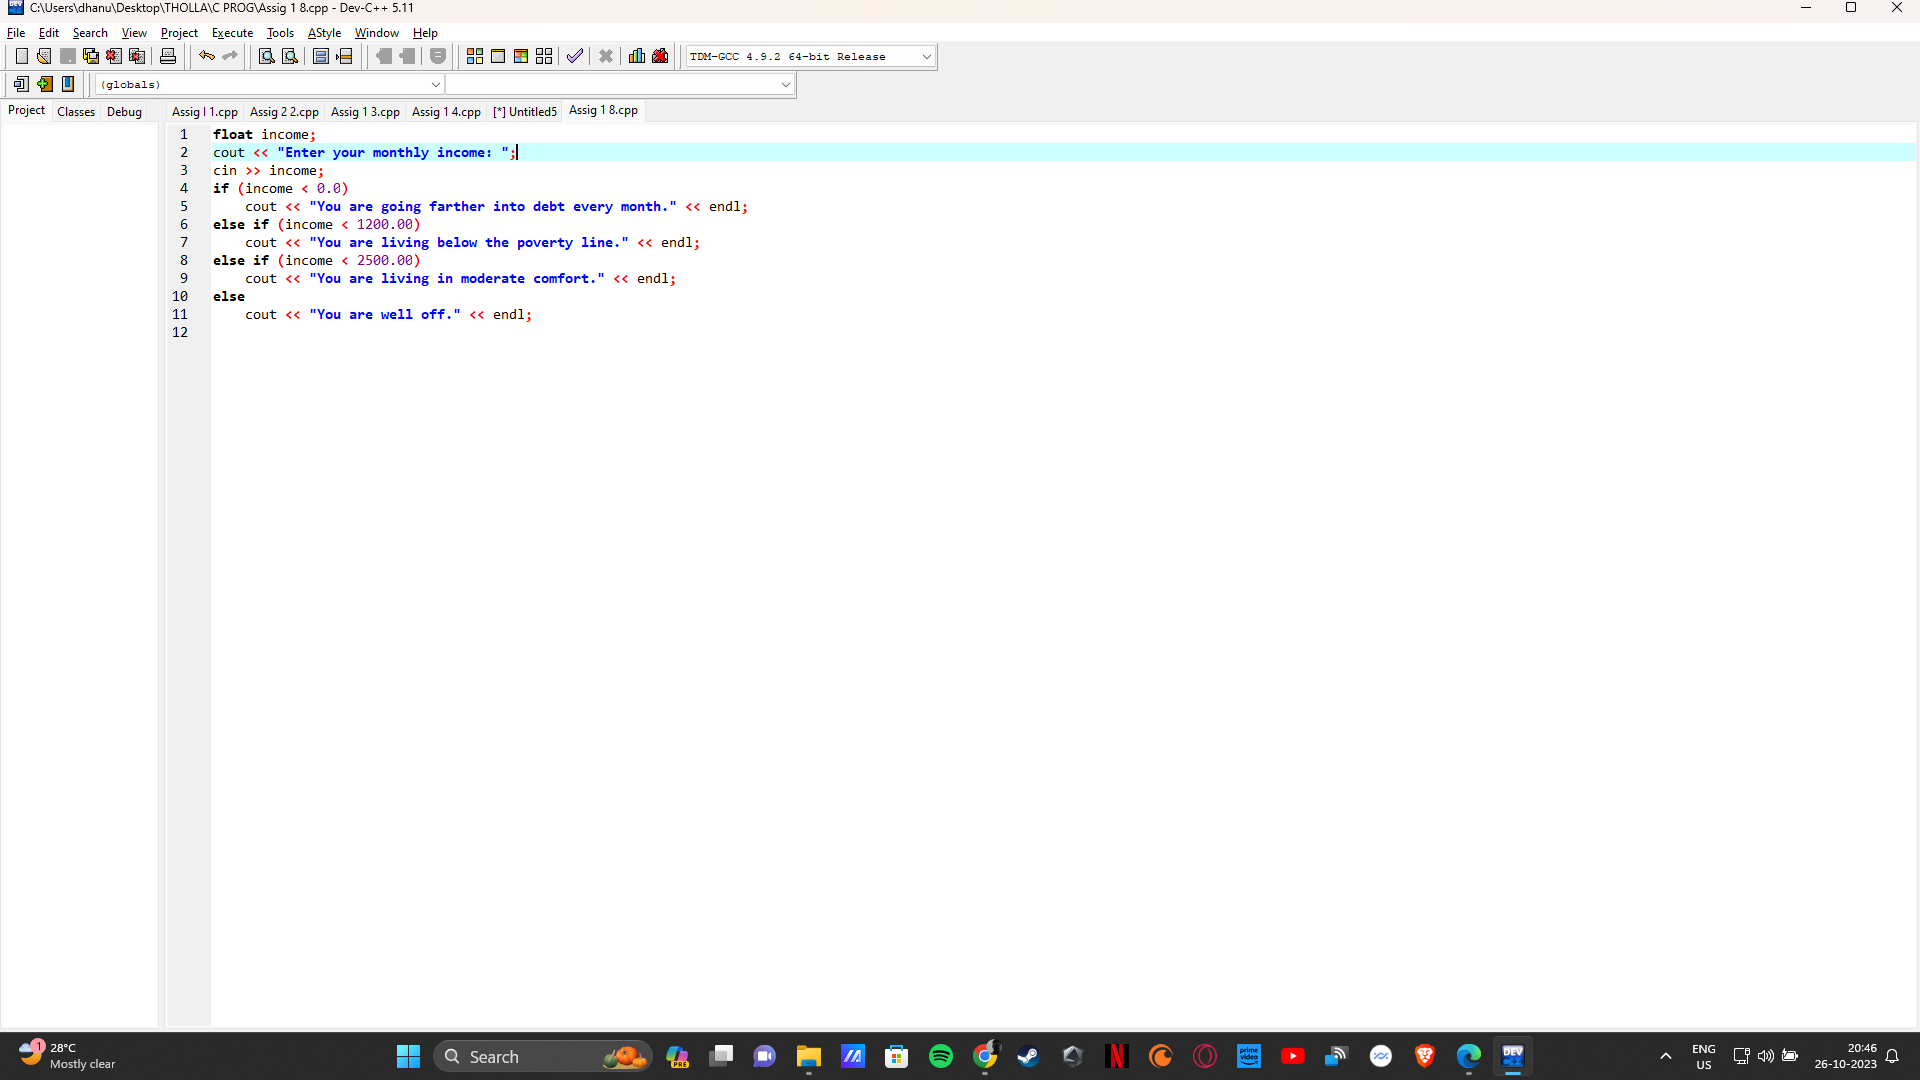 C:\Users\dhanu\Desktop\THOLLA\C PROG\Assig 1 8.cpp - Dev-C++ 5.11
File Edit Search View Project Execute Tools AStyle Window Help
TDM-GCC 4.9.2 64-bit Release
(globals)
Project Classes Debug Assig l 1.cpp Assig 2 2.cpp Assig 1 3.cpp Assig 1 4.cpp [*] Untitled5 Assig 1 8.cpp
1 float income;
2 cout << "Enter your monthly income: ";
3 cin >> income;
4 if (income < 0.0)
5 cout << "You are going farther into debt every month." << endl;
6 else if (income < 1200.00)
7 cout << "You are living below the poverty line." << endl;
8 else if (income < 2500.00)
9 cout << "You are living in moderate comfort." << endl;
10 else
11 cout << "You are well off." << endl;
12
1
28°C
Mostly clear
Search
PRE
prime video
DEV
ENG
US
20:46
26-10-2023